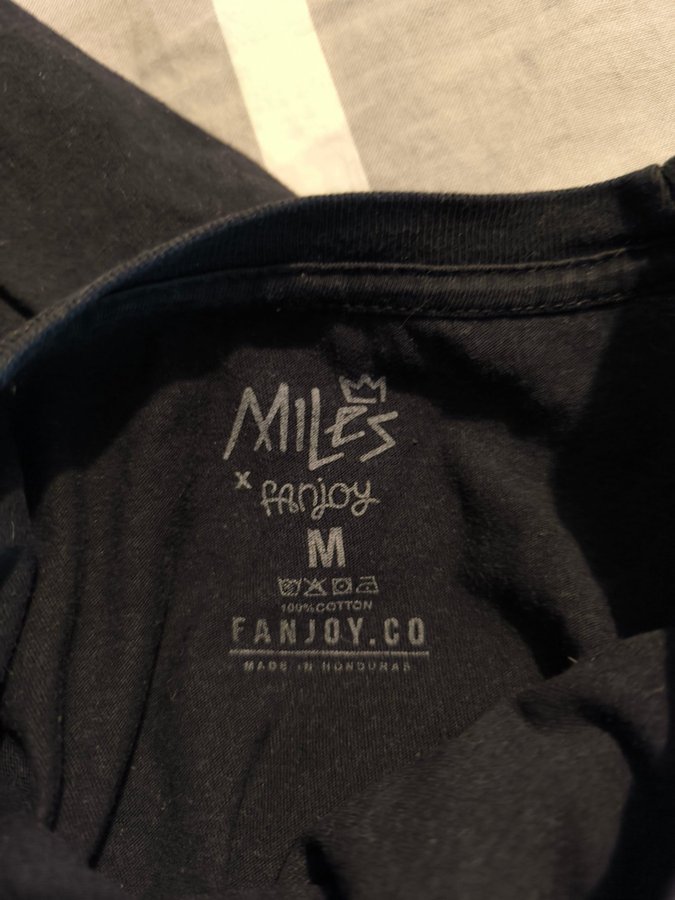 MILES
x fanjoy
M
100% COTTON
FANJOY.CO
MADE IN HONDURAS